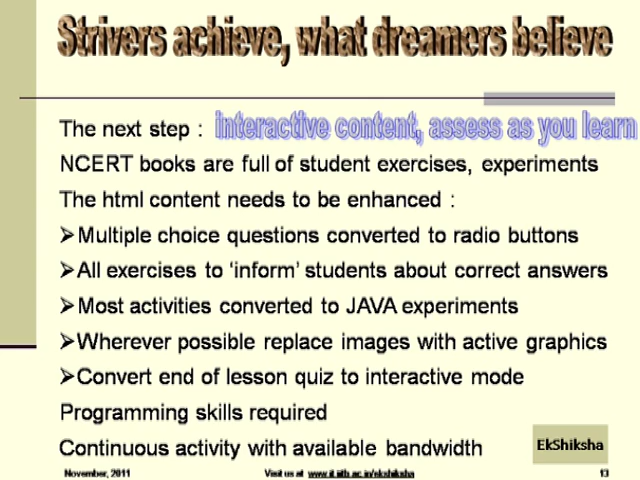 Strivers achieve, what dreamers believe
The next step : interactive content, assess as you learn
NCERT books are full of student exercises, experiments
The html content needs to be enhanced :
➢Multiple choice questions converted to radio buttons
➢All exercises to ‘inform’ students about correct answers
➢Most activities converted to JAVA experiments
➢Wherever possible replace images with active graphics
➢Convert end of lesson quiz to interactive mode
Programming skills required
Continuous activity with available bandwidth
EkShiksha
November, 2011 Visit us at www.it.iitb.ac.in/ekshiksha 13